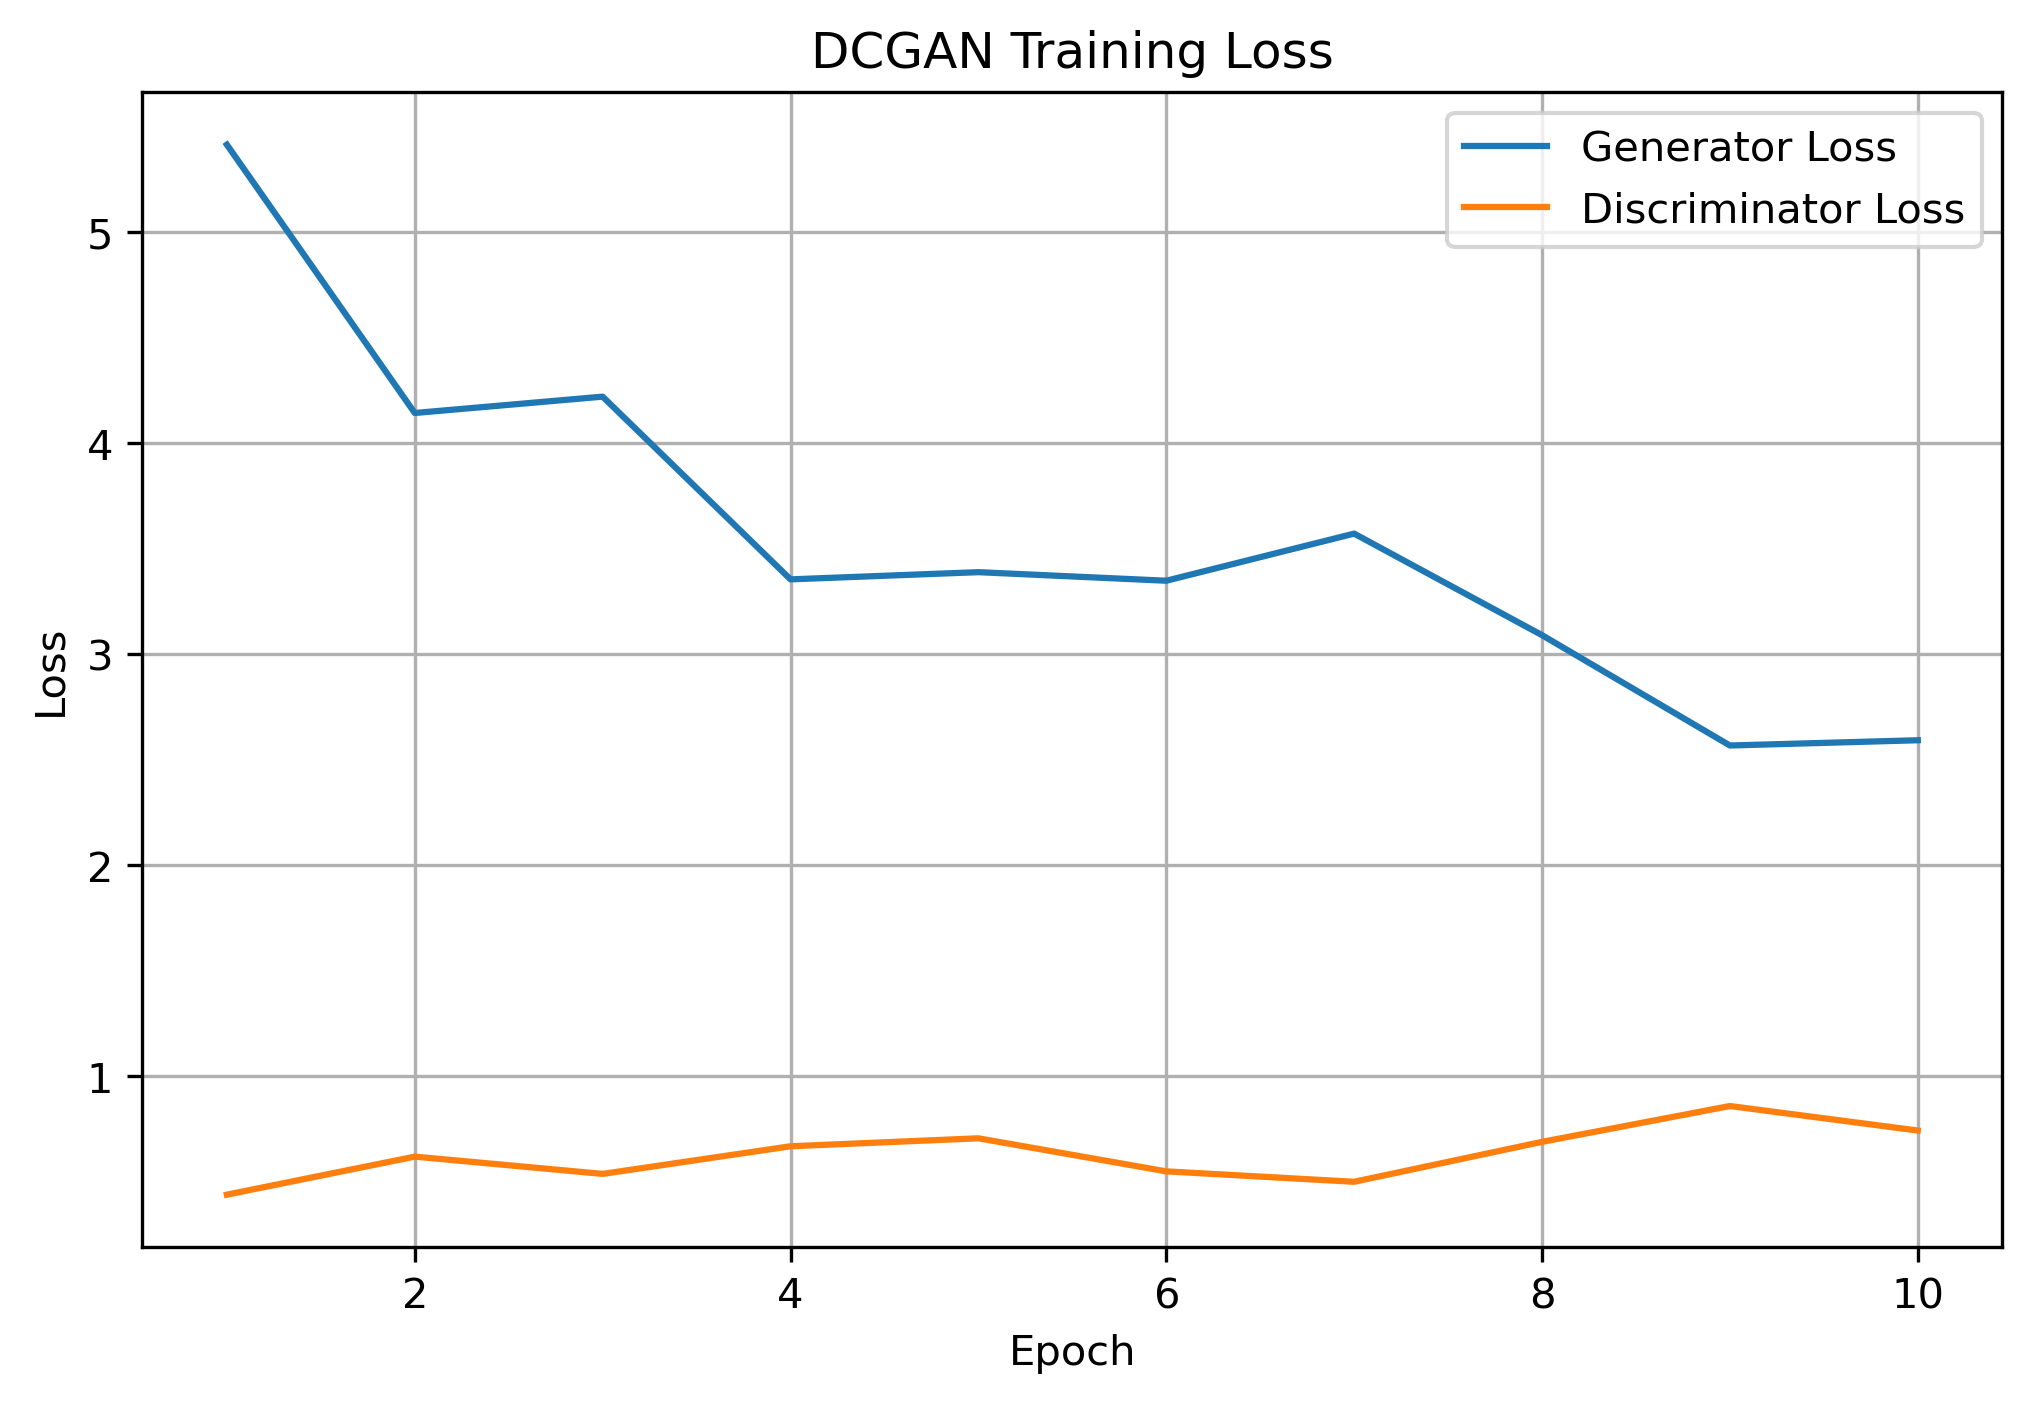 DCGAN Training Loss
Generator Loss
Discriminator Loss
5
4
3
2
1
Loss
2 4 6 8 10
Epoch